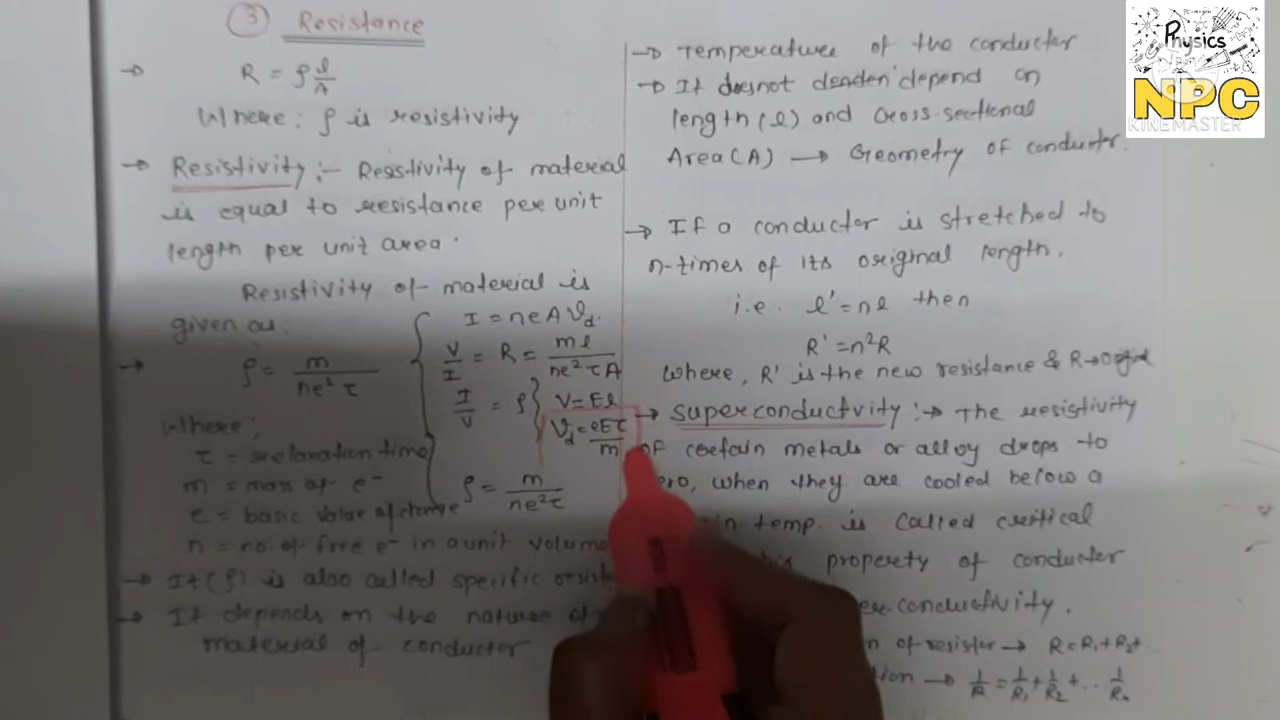 ③ Resistance
→ R = ρ l/A
Where: ρ is resistivity
→ Resistivity :- Resstivity of material
is equal to resistance per unit
length per unit area.
Resistivity of material is
given as.
→ ρ = m/ne²τ
I = neAVd.
V/I = R = ml/ne²τA
I/V = ρ } V = El
Vd = eEτ/m
ρ = m/ne²τ
Where;
τ = relaxation time
m = mass of e⁻
e = basic value of charge
n = no. of free e⁻ in a unit volume
→ It (ρ) is also called specific
→ It depends on the nature of
material of conductor
→ Temperature of the conductor
→ It does not depend on
length (l) and cross-sectional
Area (A) → Geometry of conductor.
→ If a conductor is stretched to
n-times of its original length.
i.e. l' = nl then
R' = n²R
Where, R' is the new resistance & R →
→ superconductvity :→ The resistivity
of certain metals or alloy drops to
when they are cooled below a
temp. is called critical
property of conductor
conductivity.
of resister → R = R₁ + R₂ +
→ 1/R = 1/R₁ + 1/R₂ + .. 1/Rn
Physics
NPC
KINEMASTER